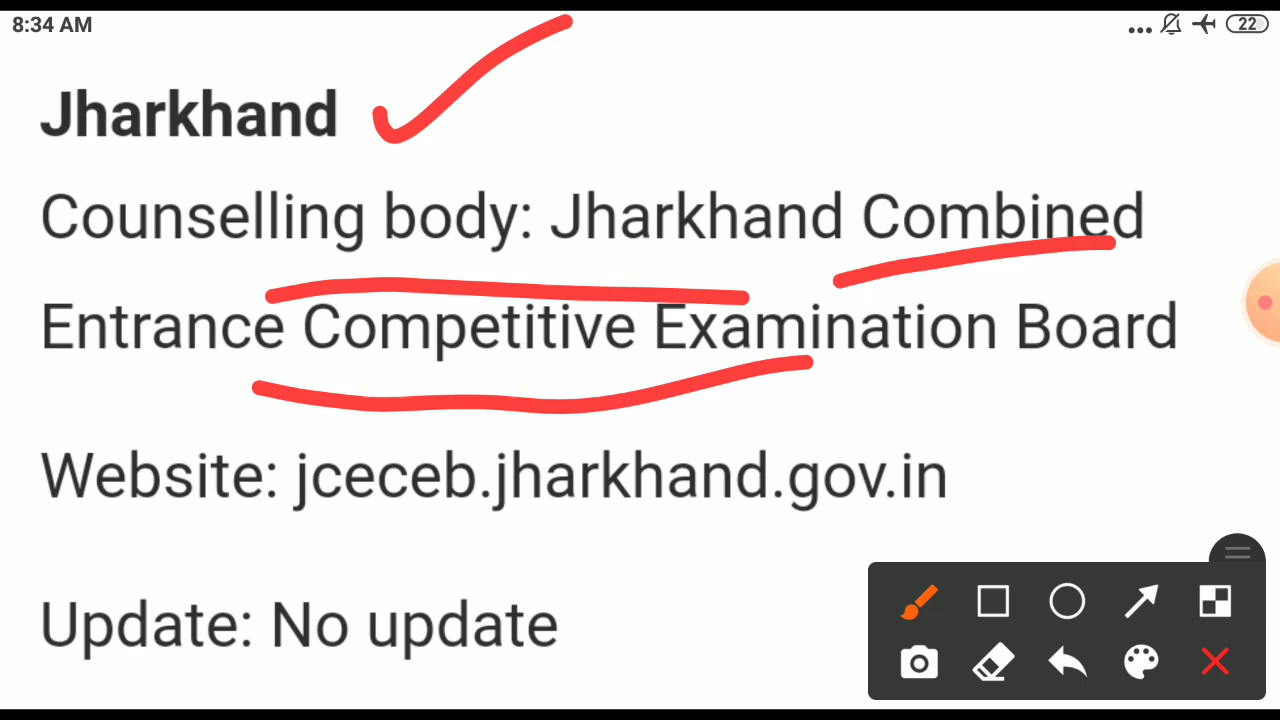 8:34 AM
22
Jharkhand
Counselling body: Jharkhand Combined
Entrance Competitive Examination Board
Website: jceceb.jharkhand.gov.in
Update: No update